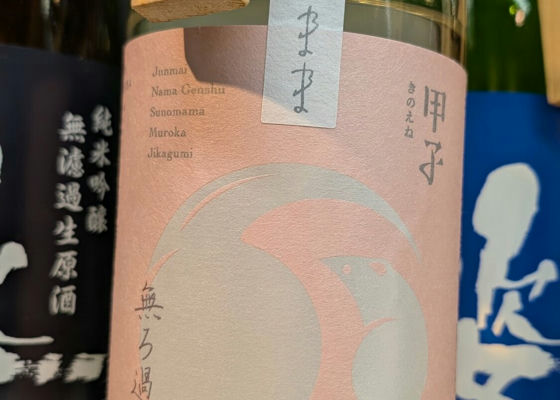 まま
Junmai
Nama Genshu
Sunomama
Muroka
Jikagumi
甲子
きのえね
無ろ過
純米吟醸
無濾過生原酒